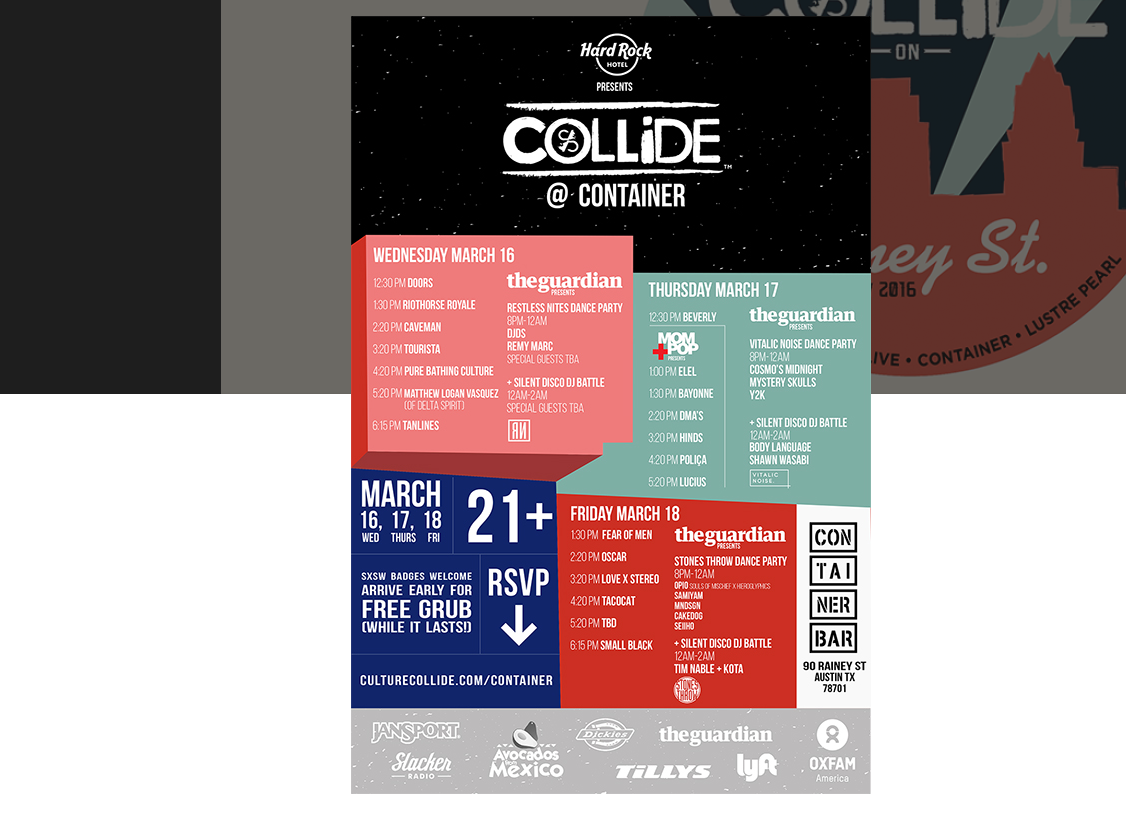 Hard Rock
HOTEL
PRESENTS
COLLiDE
™
@ CONTAINER
WEDNESDAY MARCH 16
12:30 PM DOORS
1:30 PM RIOTHORSE ROYALE
2:20 PM CAVEMAN
3:20 PM TOURISTA
4:20 PM PURE BATHING CULTURE
5:20 PM MATTHEW LOGAN VASQUEZ
(OF DELTA SPIRIT)
6:15 PM TANLINES
theguardian
PRESENTS
RESTLESS NITES DANCE PARTY
8PM-12AM
DJDS
REMY MARC
SPECIAL GUESTS TBA
+ SILENT DISCO DJ BATTLE
12AM-2AM
SPECIAL GUESTS TBA
ЯN
THURSDAY MARCH 17
12:30 PM BEVERLY
MOM
+POP
PRESENTS
1:00 PM ELEL
1:30 PM BAYONNE
2:20 PM DMA'S
3:20 PM HINDS
4:20 PM POLIÇA
5:20 PM LUCIUS
theguardian
PRESENTS
VITALIC NOISE DANCE PARTY
8PM-12AM
COSMO'S MIDNIGHT
MYSTERY SKULLS
Y2K
+ SILENT DISCO DJ BATTLE
12AM-2AM
BODY LANGUAGE
SHAWN WASABI
VITALIC
NOISE.
MARCH
16, 17, 18
WED THURS FRI
21+
SXSW BADGES WELCOME
ARRIVE EARLY FOR
FREE GRUB
(WHILE IT LASTS!)
RSVP
CULTURECOLLIDE.COM/CONTAINER
FRIDAY MARCH 18
1:30 PM FEAR OF MEN
2:20 PM OSCAR
3:20 PM LOVE X STEREO
4:20 PM TACOCAT
5:20 PM TBD
6:15 PM SMALL BLACK
theguardian
PRESENTS
STONES THROW DANCE PARTY
8PM-12AM
OPIO SOULS OF MISCHIEF X HIEROGLYPHICS
SAMIYAM
MNDSGN
CAKEDOG
SEIIHO
+ SILENT DISCO DJ BATTLE
12AM-2AM
TIM NABLE + KOTA
STONES
THROW
CON
TAI
NER
BAR
90 RAINEY ST
AUSTIN TX
78701
JANSPORT
Slacker
RADIO
Avocados
from
Mexico
Dickies
theguardian
TILLYS
lyft
OXFAM
America
COLLiDE
ON
ney St.
2016
IVE • CONTAINER • LUSTRE PEARL